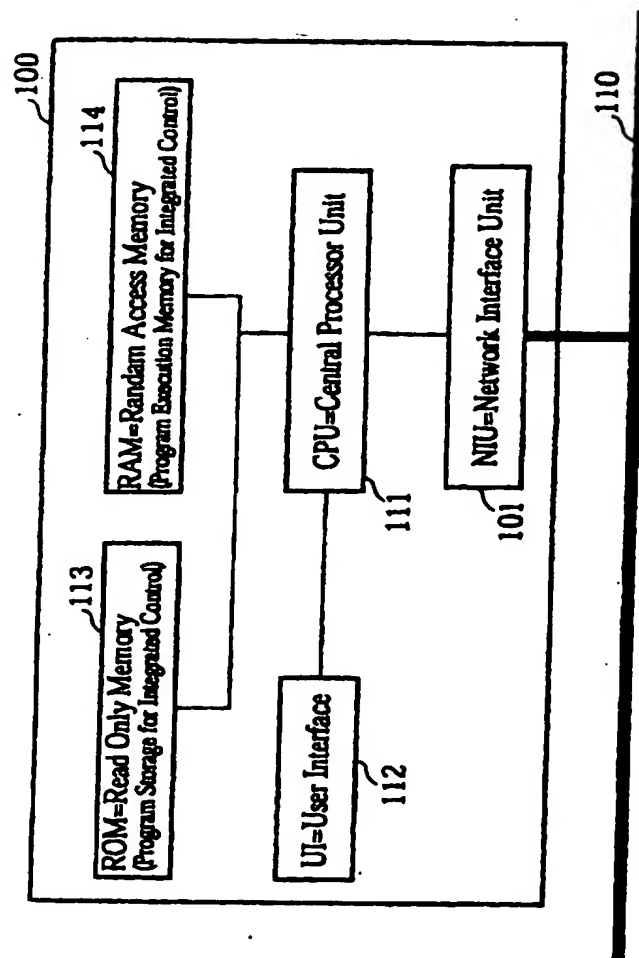 100
113
114
ROM=Read Only Memory
(Program Storage for Integrated Control)
RAM=Randam Access Memory
(Program Execution Memory for Integrated Control)
UI=User Interface
112
CPU=Central Processor Unit
111
NIU=Network Interface Unit
101
110